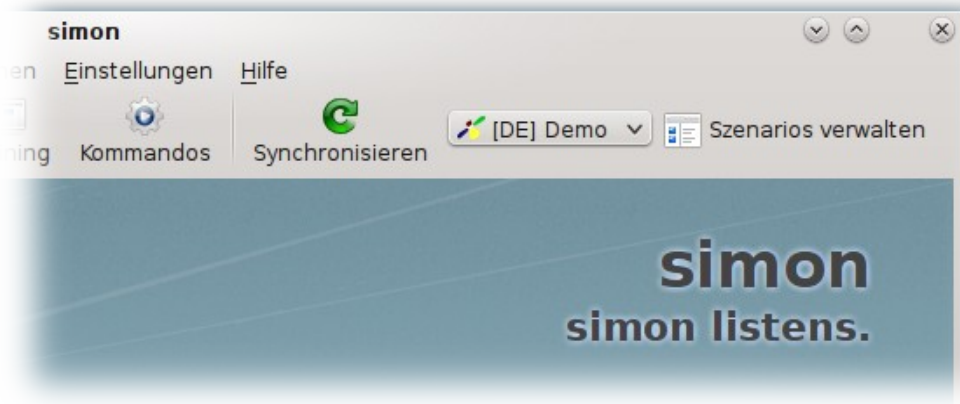 simon
Einstellungen Hilfe
[DE] Demo Szenarios verwalten
Kommandos Synchronisieren
simon
simon listens.